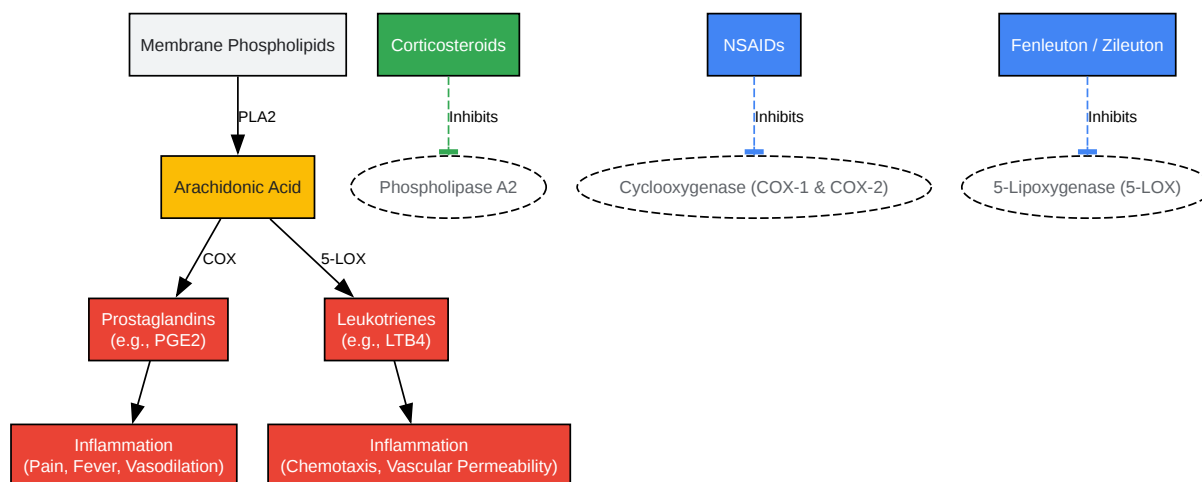 Membrane Phospholipids
Corticosteroids
NSAIDs
Fenleuton / Zileuton
PLA2
Inhibits
Inhibits
Inhibits
Arachidonic Acid
Phospholipase A2
Cyclooxygenase (COX-1 & COX-2)
5-Lipoxygenase (5-LOX)
COX
5-LOX
Prostaglandins
(e.g., PGE2)
Leukotrienes
(e.g., LTB4)
Inflammation
(Pain, Fever, Vasodilation)
Inflammation
(Chemotaxis, Vascular Permeability)